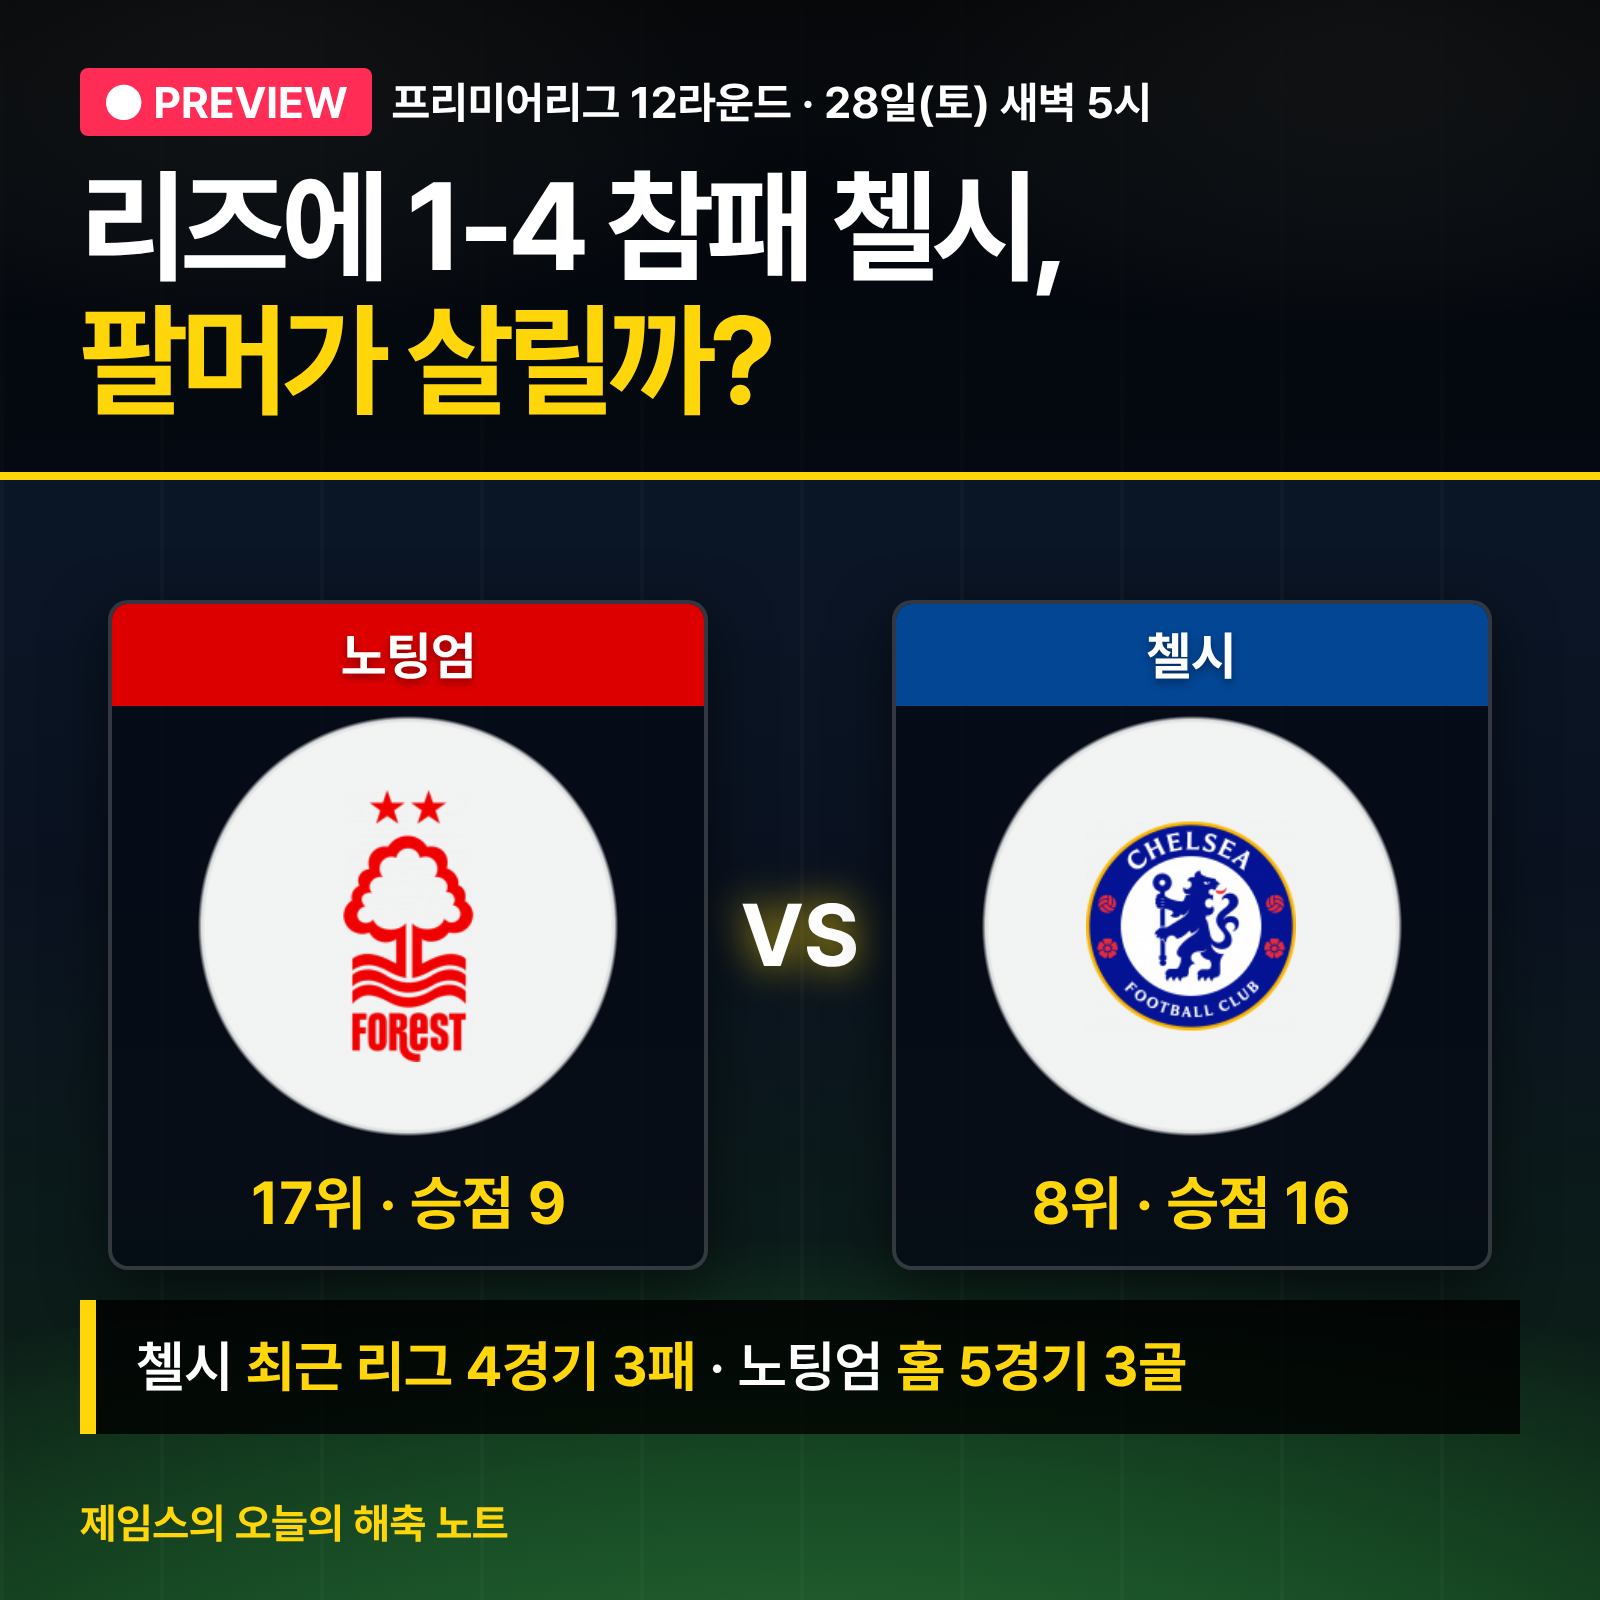 PREVIEW 프리미어리그 12라운드 · 28일(토) 새벽 5시
리즈에 1-4 참패 첼시,
팔머가 살릴까?
노팅엄
첼시
FOREST
CHELSEA
FOOTBALL CLUB
VS
17위 · 승점 9
8위 · 승점 16
첼시 최근 리그 4경기 3패 · 노팅엄 홈 5경기 3골
제임스의 오늘의 해축 노트